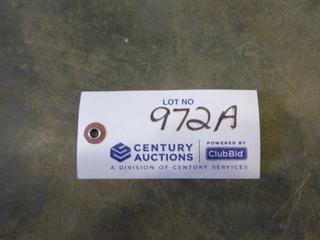 LOT NO
972A
CENTURY AUCTIONS
POWERED BY
ClubBid
A DIVISION OF CENTURY SERVICES